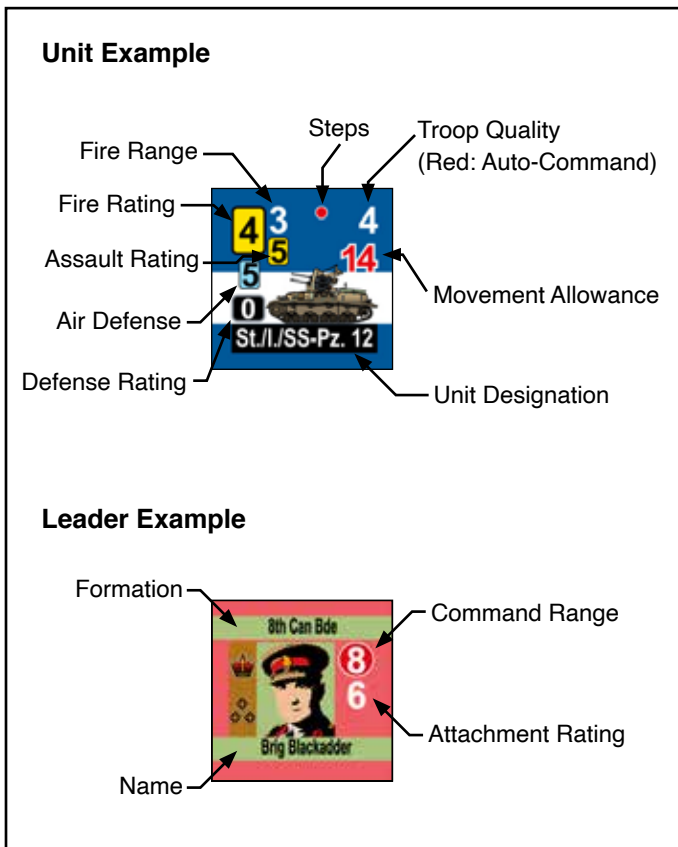 Unit Example
Steps
Troop Quality
(Red: Auto-Command)
Fire Range
Fire Rating
Assault Rating
Air Defense
Defense Rating
Movement Allowance
Unit Designation
4
3
4
5
14
5
0
St./I./SS-Pz. 12
Leader Example
Formation
Command Range
Attachment Rating
Name
8th Can Bde
8
6
Brig Blackadder